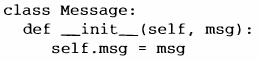 class Message:
  def __init__(self, msg):
    self.msg = msg